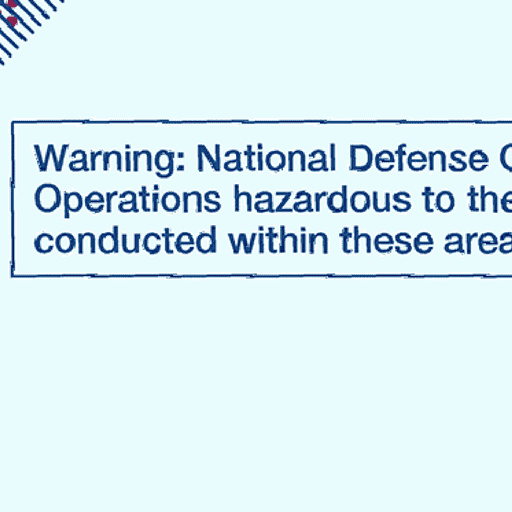 Warning: National Defense
Operations hazardous to the
conducted within these area